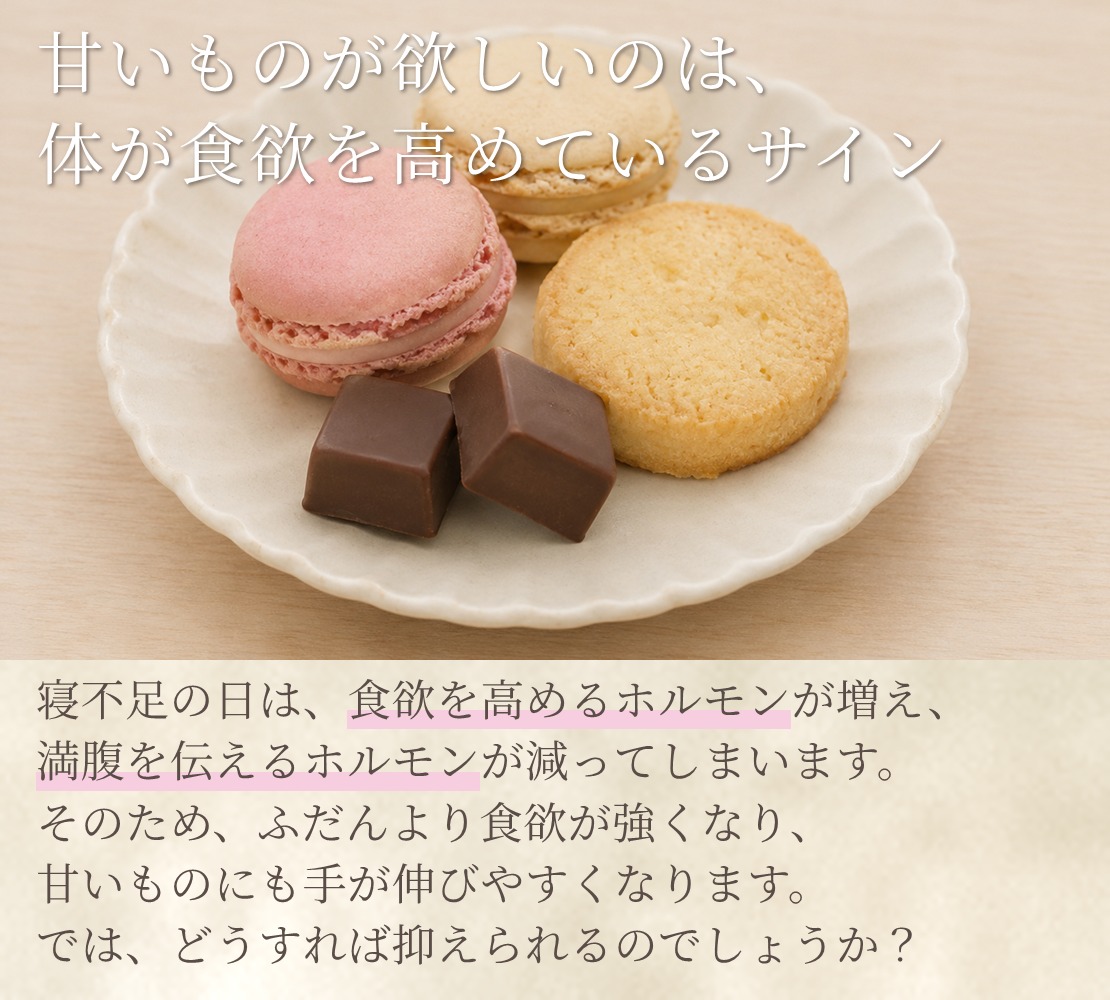 甘いものが欲しいのは、
体が食欲を高めているサイン
寝不足の日は、食欲を高めるホルモンが増え、
満腹を伝えるホルモンが減ってしまいます。
そのため、ふだんより食欲が強くなり、
甘いものにも手が伸びやすくなります。
では、どうすれば抑えられるのでしょうか？